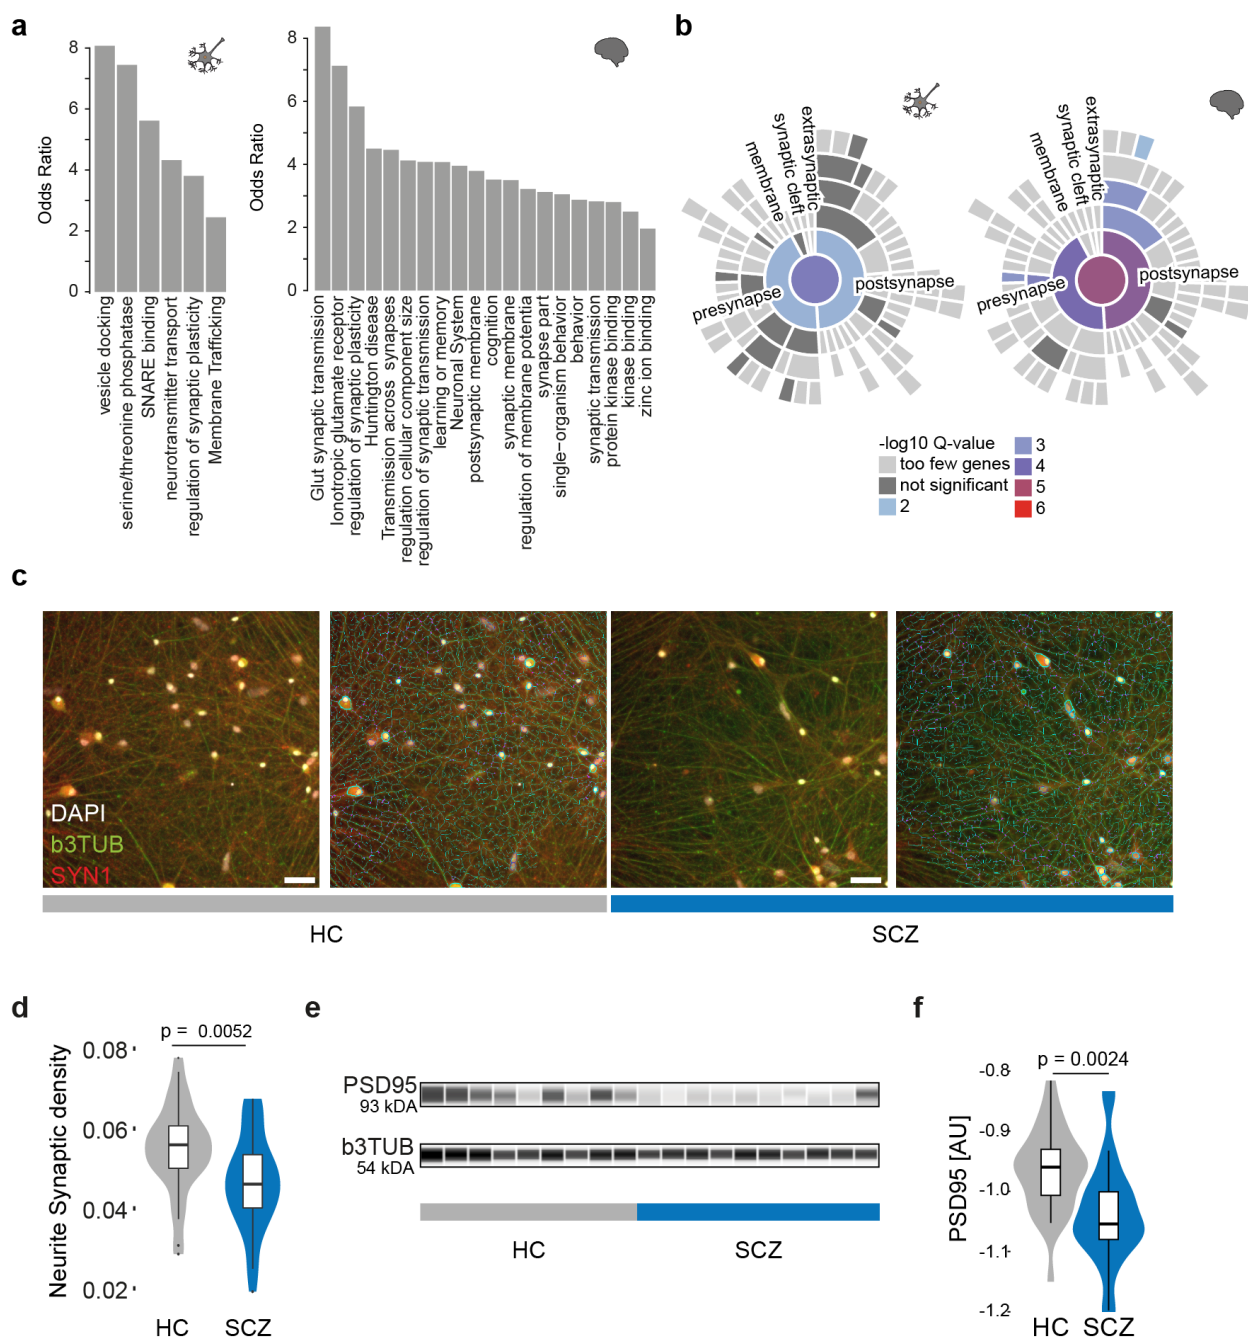 a
b
Odds Ratio
8
6
4
2
0
vesicle docking
serine/threonine phosphatase
SNARE binding
neurotransmitter transport
regulation of synaptic plasticity
Membrane Trafficking
Odds Ratio
8
6
4
2
0
Glut synaptic transmission
Ionotropic glutamate receptor
regulation of synaptic plasticity
Huntington disease
Transmission across synapses
regulation cellular component size
regulation of synaptic transmission
learning or memory
Neuronal System
postsynaptic membrane
cognition
synaptic membrane
regulation of membrane potentia
synapse part
single-organism behavior
behavior
synaptic transmission
protein kinase binding
kinase binding
zinc ion binding
membrane
synaptic cleft
extrasynaptic
presynapse
postsynapse
membrane
synaptic cleft
extrasynaptic
presynapse
postsynapse
-log10 Q-value
too few genes
not significant
2
3
4
5
6
c
DAPI
b3TUB
SYN1
HC
SCZ
d
Neurite Synaptic density
p = 0.0052
0.08
0.06
0.04
0.02
HC
SCZ
e
PSD95
93 kDA
b3TUB
54 kDA
HC
SCZ
f
PSD95 [AU]
p = 0.0024
-0.8
-0.9
-1.0
-1.1
-1.2
HC
SCZ